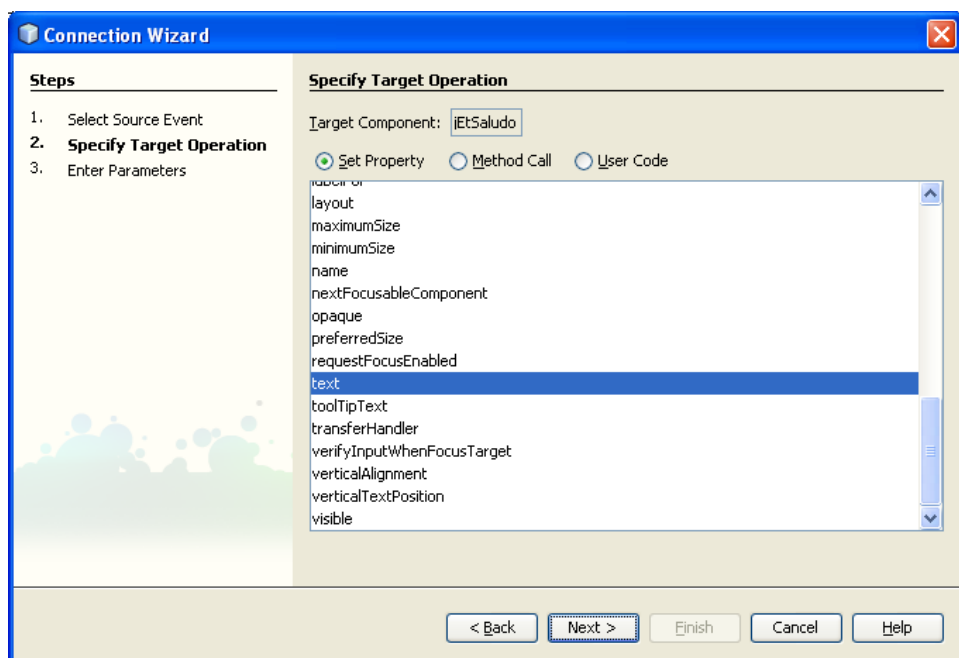 Connection Wizard
Steps
1. Select Source Event
2. Specify Target Operation
3. Enter Parameters
Specify Target Operation
Target Component: jEtSaludo
Set Property Method Call User Code
labelFor
layout
maximumSize
minimumSize
name
nextFocusableComponent
opaque
preferredSize
requestFocusEnabled
text
toolTipText
transferHandler
verifyInputWhenFocusTarget
verticalAlignment
verticalTextPosition
visible
< Back Next > Finish Cancel Help